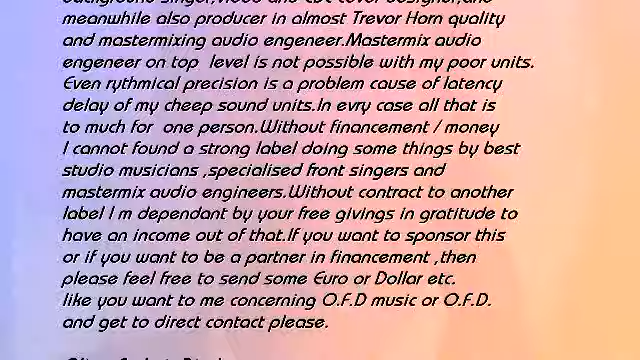 background singer,video and CDC cover designer,and
meanwhile also producer in almost Trevor Horn quality
and mastermixing audio engeneer.Mastermix audio
engeneer on top  level is not possible with my poor units.
Even rythmical precision is a problem cause of latency
delay of my cheep sound units.In evry case all that is
to much for  one person.Without financement / money
I cannot found a strong label doing some things by best
studio musicians ,specialised front singers and
mastermix audio engineers.Without contract to another
label I m dependant by your free givings in gratitude to
have an income out of that.If you want to sponsor this
or if you want to be a partner in financement ,then
please feel free to send some Euro or Dollar etc.
like you want to me concerning O.F.D music or O.F.D.
and get to direct contact please.